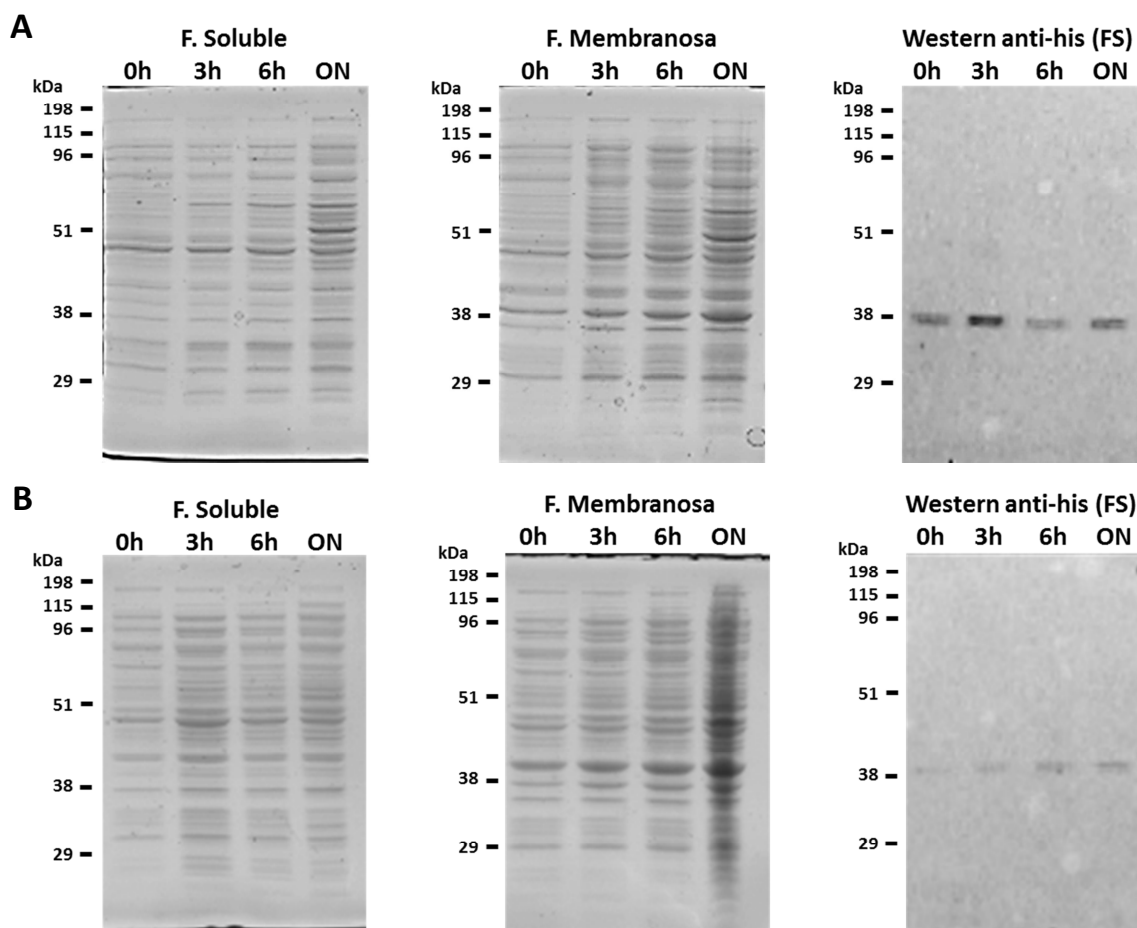 A
F. Soluble
0h 3h 6h ON
kDa
198
115
96
51
38
29
F. Membranosa
0h 3h 6h ON
kDa
198
115
96
51
38
29
Western anti-his (FS)
0h 3h 6h ON
kDa
198
115
96
51
38
29
B
F. Soluble
0h 3h 6h ON
kDa
198
115
96
51
38
29
F. Membranosa
0h 3h 6h ON
kDa
198
115
96
51
38
29
Western anti-his (FS)
0h 3h 6h ON
kDa
198
115
96
51
38
29